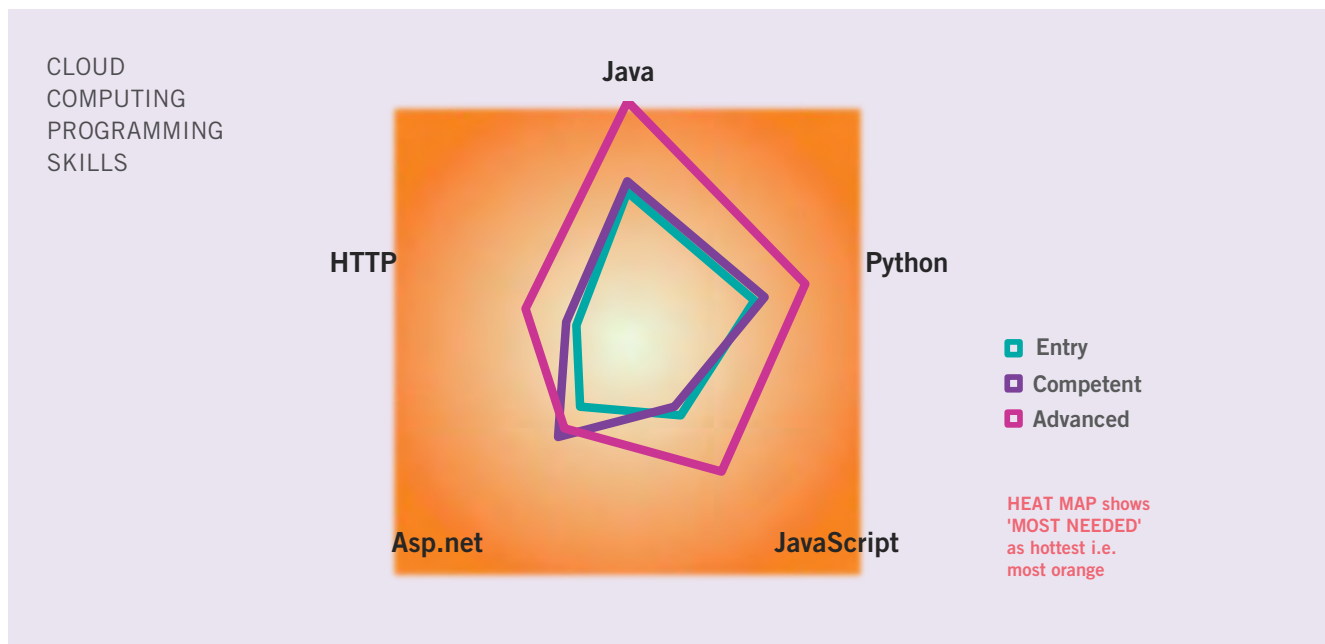 CLOUD
COMPUTING
PROGRAMMING
SKILLS
Java
HTTP
Python
Entry
Competent
Advanced
HEAT MAP shows
'MOST NEEDED'
as hottest i.e.
most orange
Asp.net
JavaScript